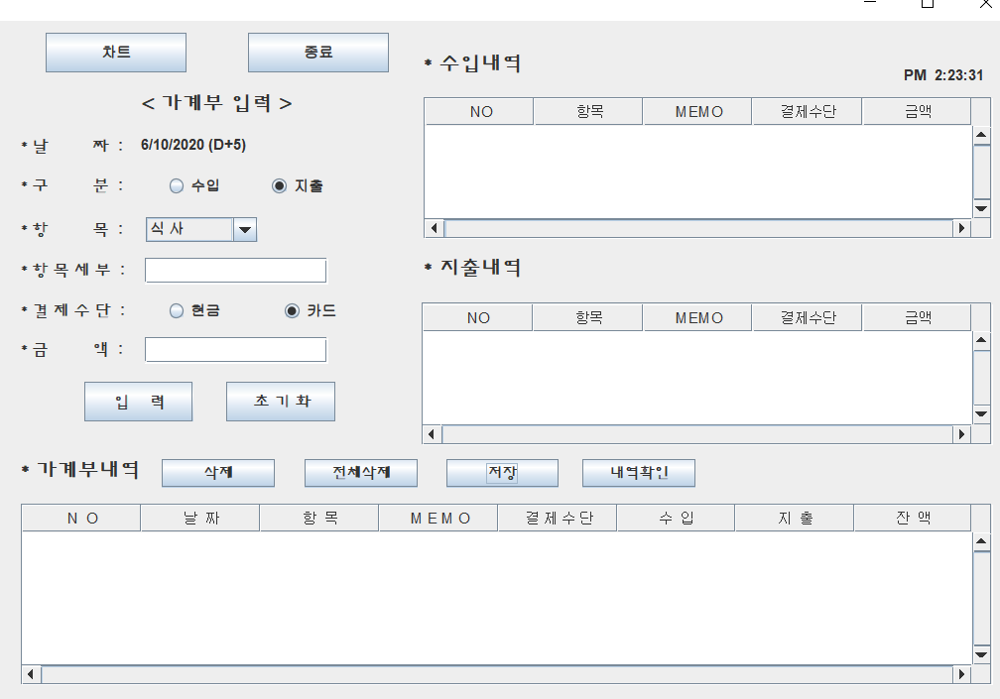 차트 종료
* 수입내역
PM 2:23:31
< 가계부 입력 >
NO 항목 MEMO 결제수단 금액
* 날 짜 : 6/10/2020 (D+5)
* 구 분 : 수입 지출
* 항 목 : 식 사
* 항 목 세 부 :
* 지출내역
* 결 제 수 단 : 현금 카드
NO 항목 MEMO 결제수단 금액
* 금 액 :
입 력 초 기 화
* 가계부내역 삭제 전체삭제 저장 내역확인
N O 날 짜 항 목 M E M O 결 제 수 단 수 입 지 출 잔 액